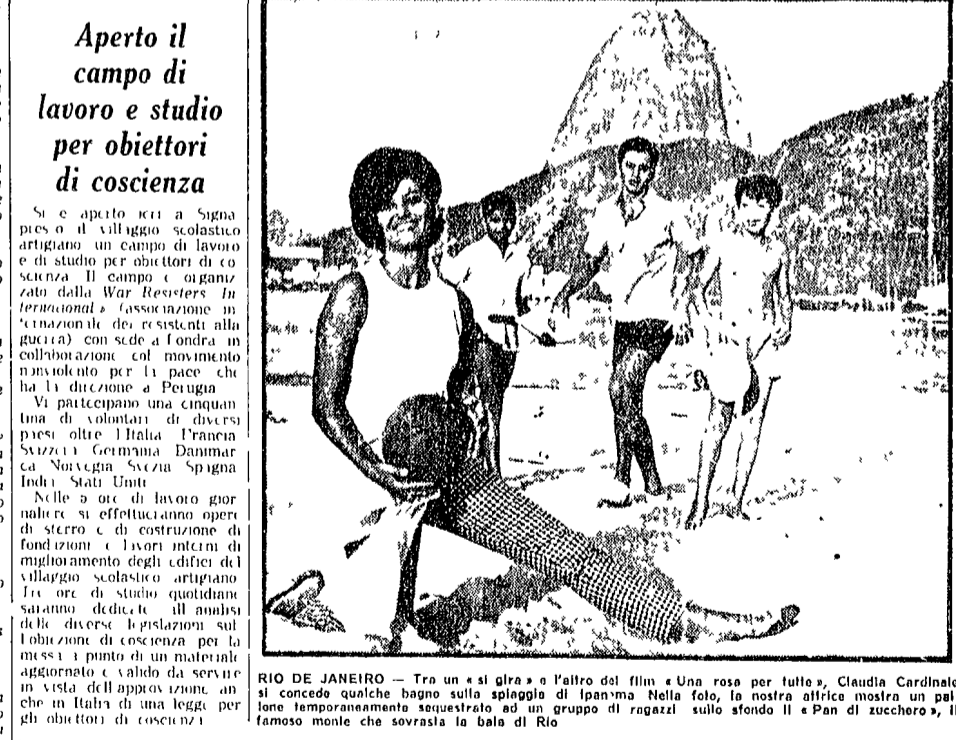 Aperto il
campo di
lavoro e studio
per obiettori
di coscienza
Si e aperto ieri a Signa
presso il villaggio scolastico
artigiano un campo di lavoro
e di studio per obiettori di co
scienza Il campo e organiz
zato dalla War Resisters In
ternational » (associazione in
ternazionale dei resistenti alla
guerra) con sede a Londra in
collaborazione col movimento
nonviolento per la pace che
ha la direzione a Perugia
Vi partecipano una cinquan
tina di volontari di diversi
paesi oltre l'Italia Francia
Svizzera Germania Danimar
ca Norvegia Svezia Spagna
India Stati Uniti
Nelle 5 ore di lavoro gior
naliere si effettueranno opere
di sterro e di costruzione di
fondazioni e lavori interni di
miglioramento degli edifici del
villaggio scolastico artigiano
Tre ore di studio quotidiane
saranno dedicate all analisi
delle diverse legislazioni sul
l obiezione di coscienza per la
messa a punto di un materiale
aggiornato e valido da servire
in vista dell approvazione an
che in Italia di una legge per
gli obiettori di coscienza
RIO DE JANEIRO — Tra un « si gira » e l'altro del film « Una rosa per tutte », Claudia Cardinale
si concede qualche bagno sulla spiaggia di Ipanema Nella foto, la nostra attrice mostra un pal
lone temporaneamente sequestrato ad un gruppo di ragazzi sullo sfondo il « Pan di zucchero », il
famoso monte che sovrasta la baia di Rio